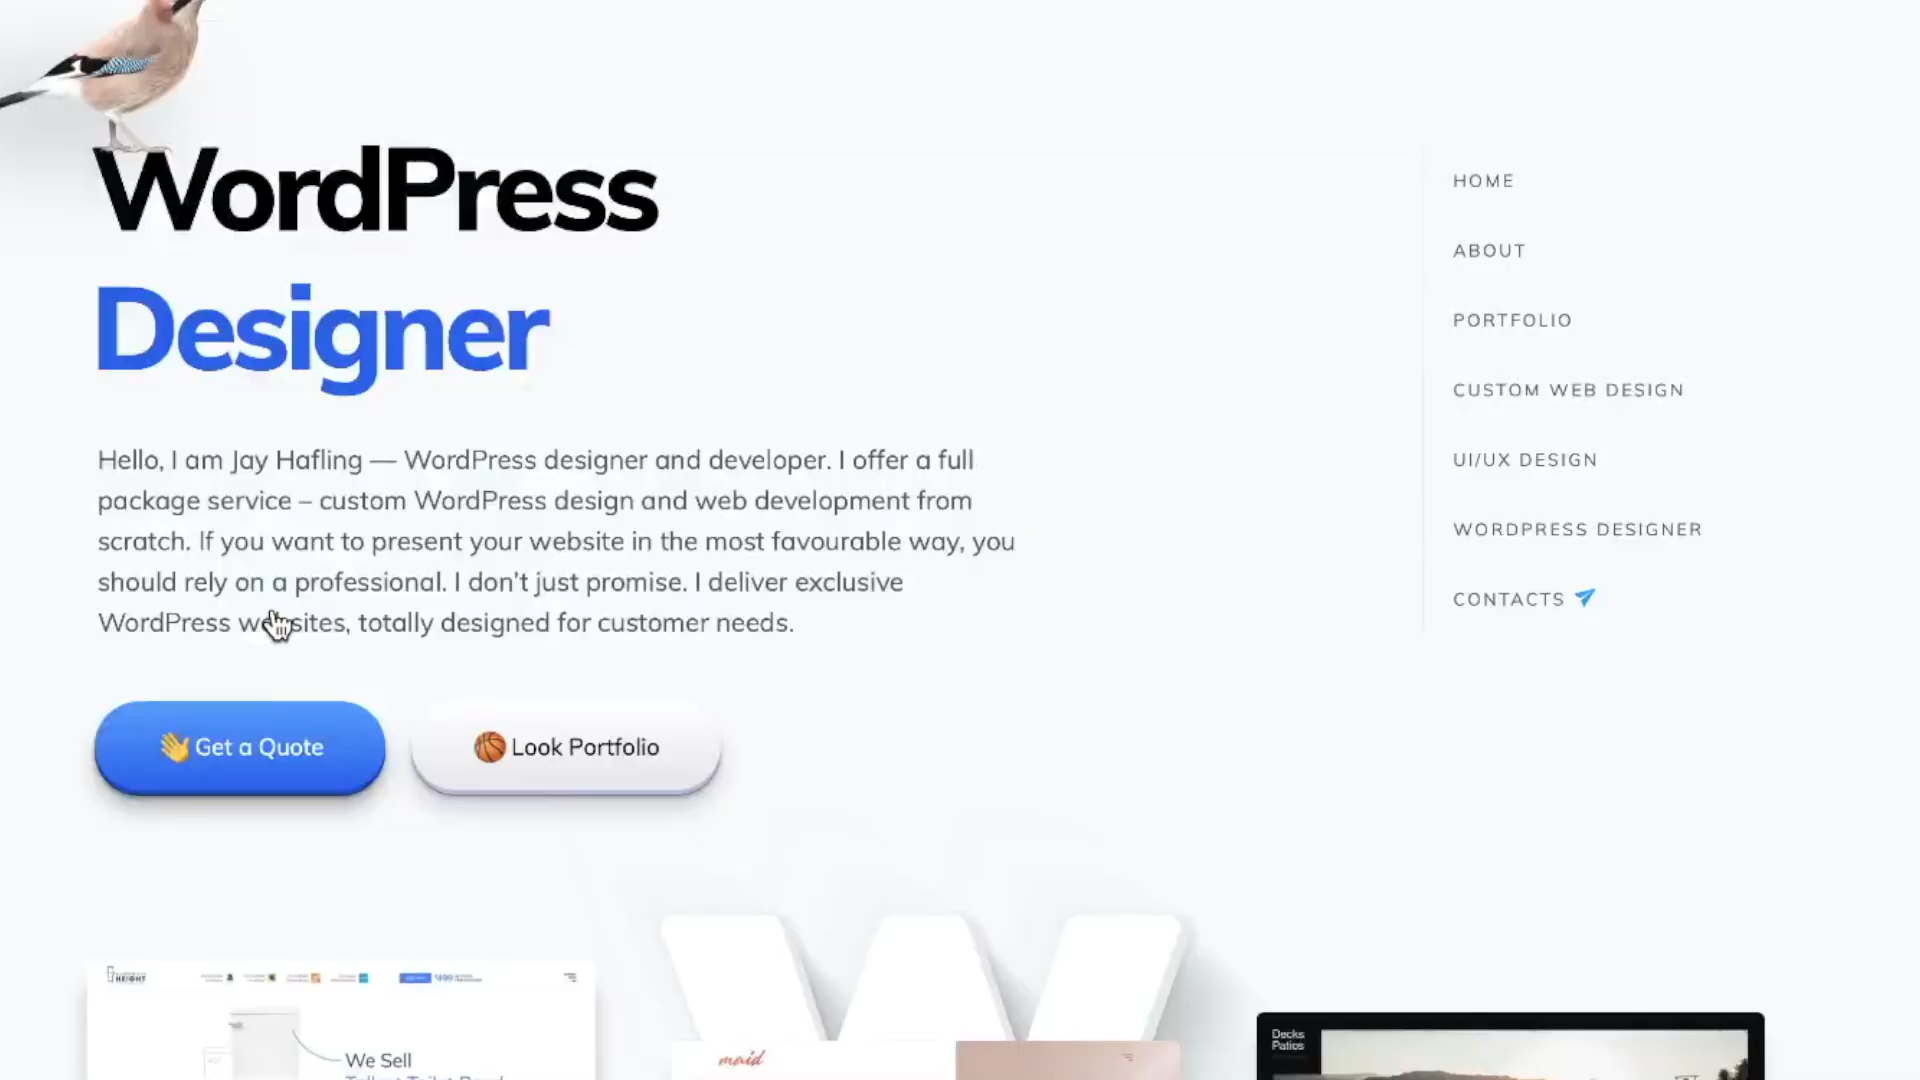 WordPress
Designer
Hello, I am Jay Hafling — WordPress designer and developer. I offer a full
package service – custom WordPress design and web development from
scratch. If you want to present your website in the most favourable way, you
should rely on a professional. I don't just promise. I deliver exclusive
WordPress websites, totally designed for customer needs.
👋 Get a Quote
🏀 Look Portfolio
HOME
ABOUT
PORTFOLIO
CUSTOM WEB DESIGN
UI/UX DESIGN
WORDPRESS DESIGNER
CONTACTS
HEIGHT
We Sell
W
maid
Decks
Patios